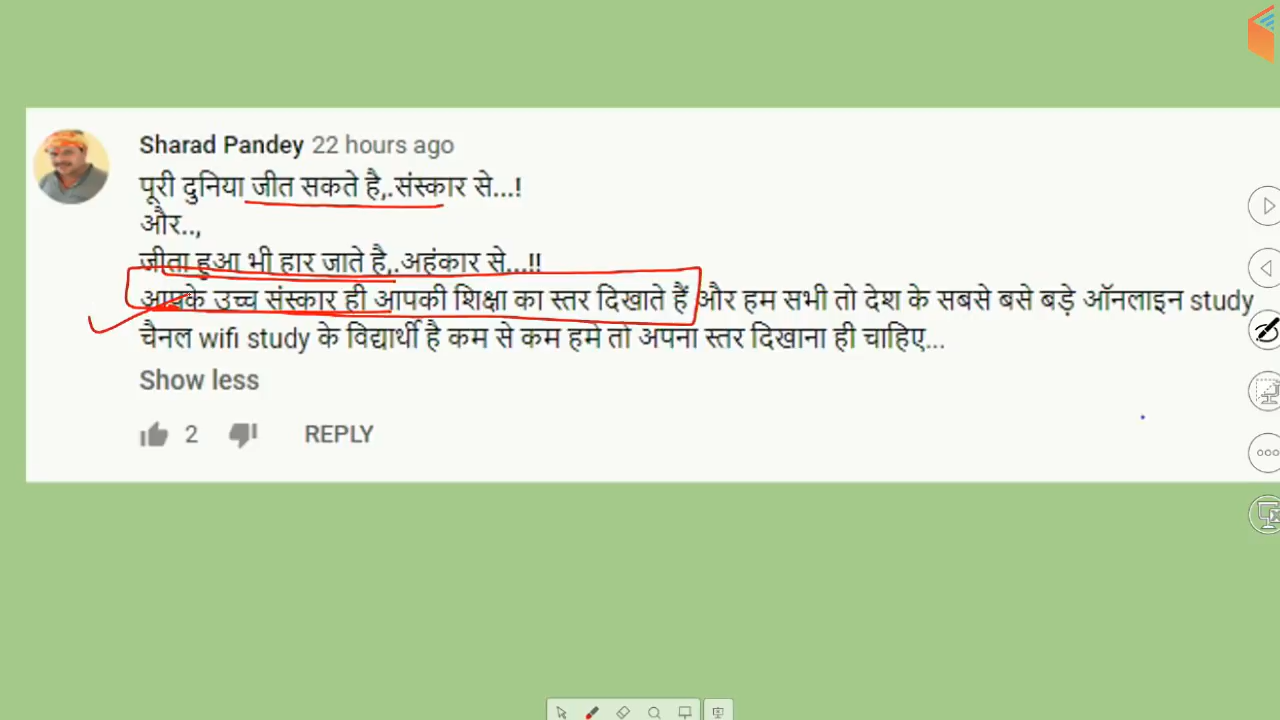 Sharad Pandey 22 hours ago
पूरी दुनिया जीत सकते है,.संस्कार से...!
और..,
जीता हुआ भी हार जाते है,.अहंकार से...!!
आपके उच्च संस्कार ही आपकी शिक्षा का स्तर दिखाते हैं और हम सभी तो देश के सबसे बसे बड़े ऑनलाइन study
चैनल wifi study के विद्यार्थी है कम से कम हमे तो अपना स्तर दिखाना ही चाहिए...
Show less
2 REPLY